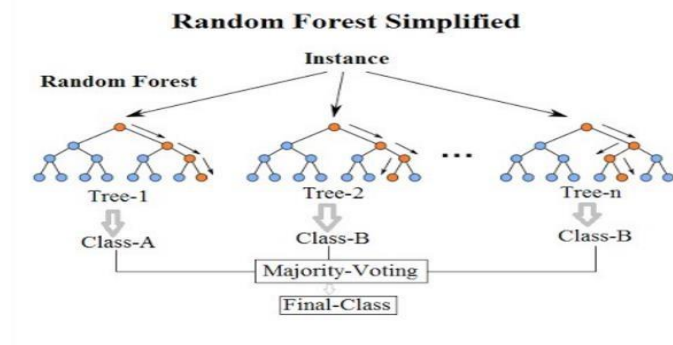 Random Forest Simplified
Instance
Random Forest
...
Tree-1
Tree-2
Tree-n
Class-A
Class-B
Class-B
Majority-Voting
Final-Class